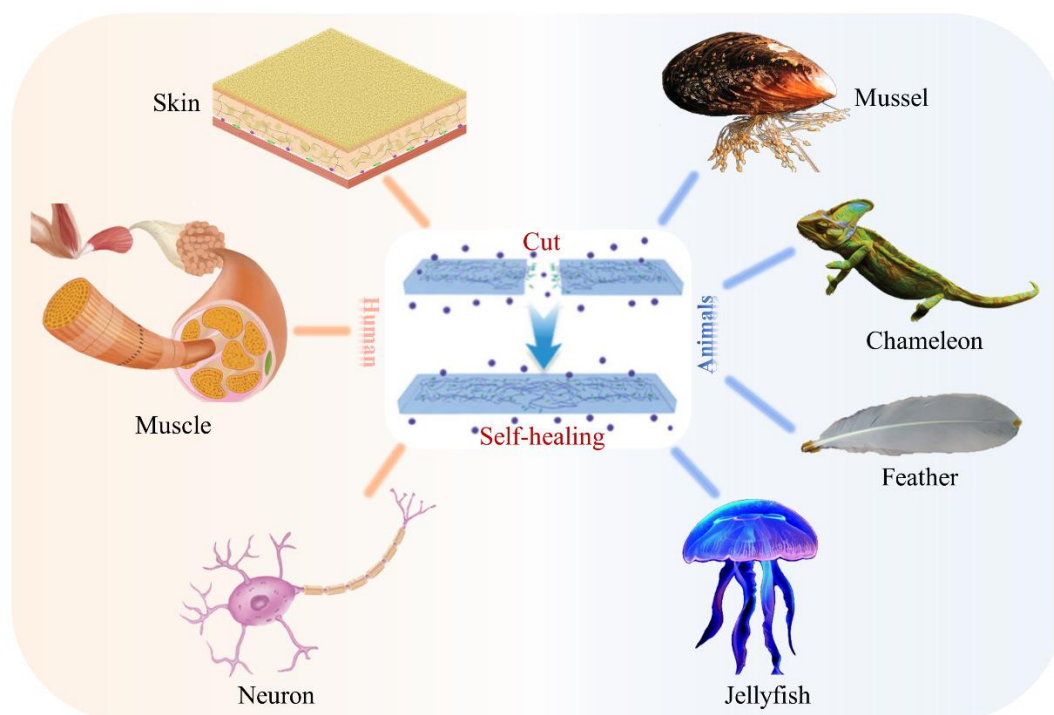 Skin
Mussel
Cut
Human
Animals
Chameleon
Muscle
Self-healing
Feather
Neuron
Jellyfish